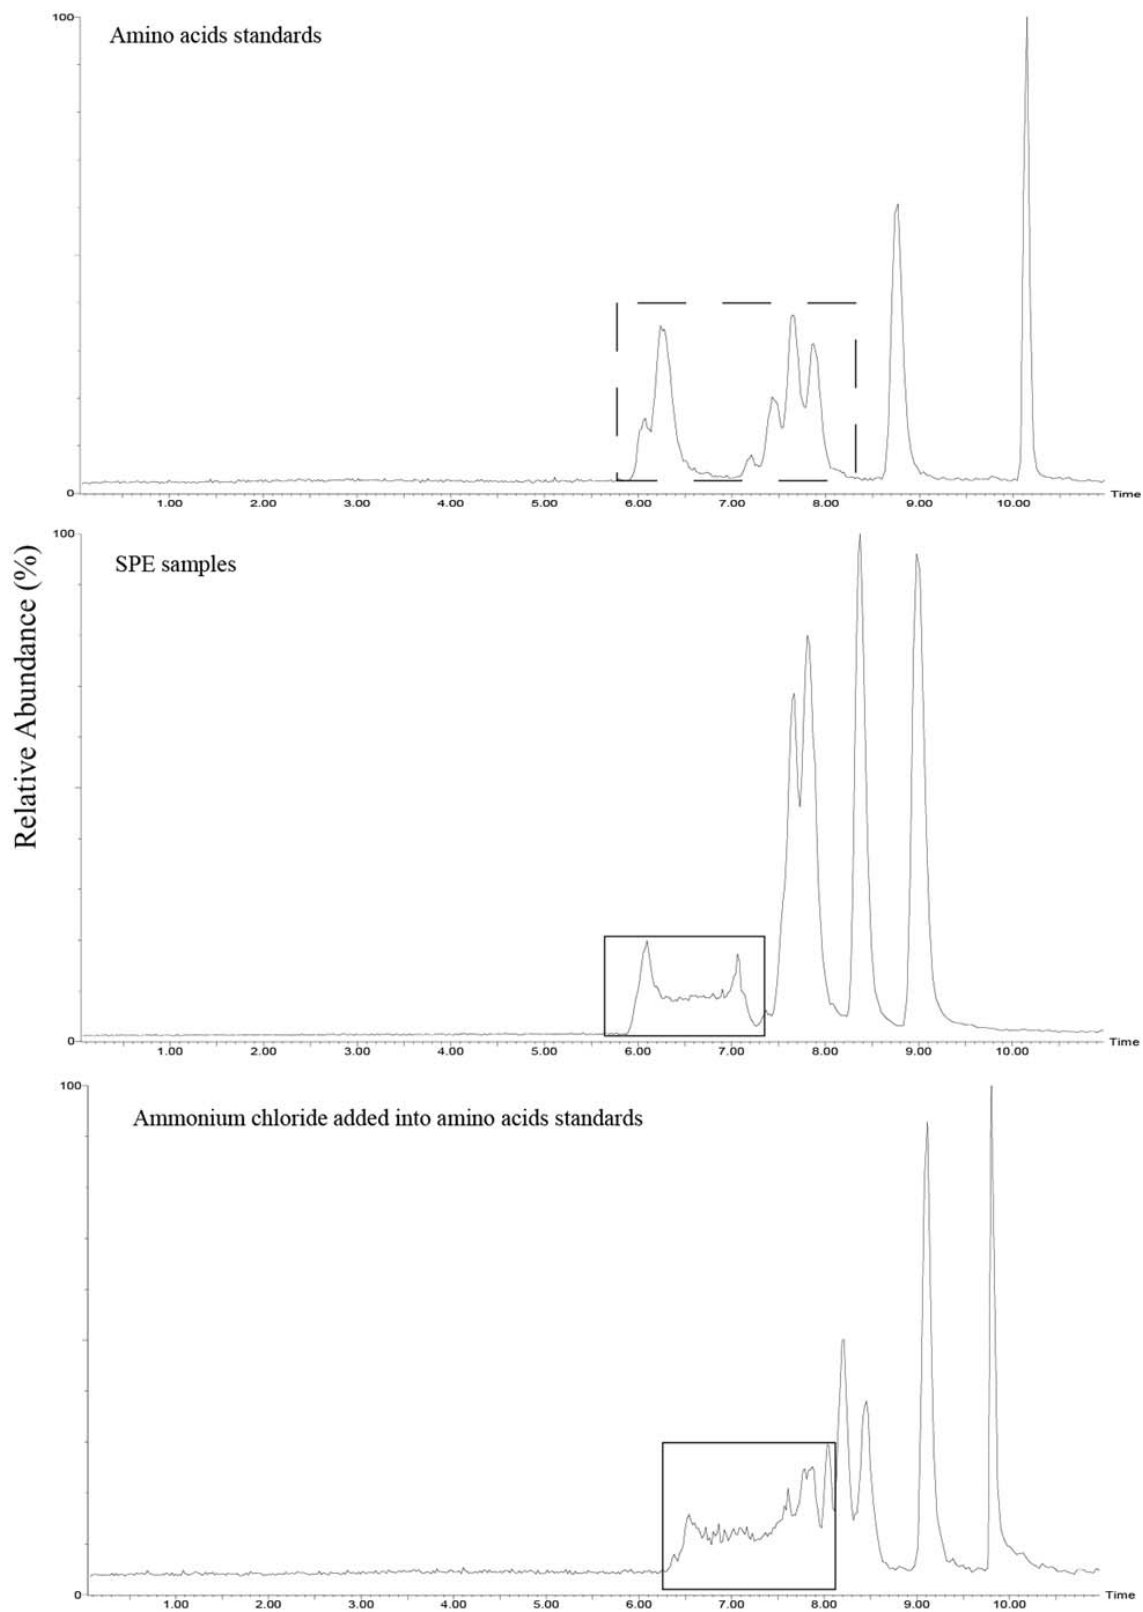 100
Amino acids standards
0
1.00 2.00 3.00 4.00 5.00 6.00 7.00 8.00 9.00 10.00 Time
Relative Abundance (%)
100
SPE samples
0
1.00 2.00 3.00 4.00 5.00 6.00 7.00 8.00 9.00 10.00 Time
100
Ammonium chloride added into amino acids standards
0
1.00 2.00 3.00 4.00 5.00 6.00 7.00 8.00 9.00 10.00 Time